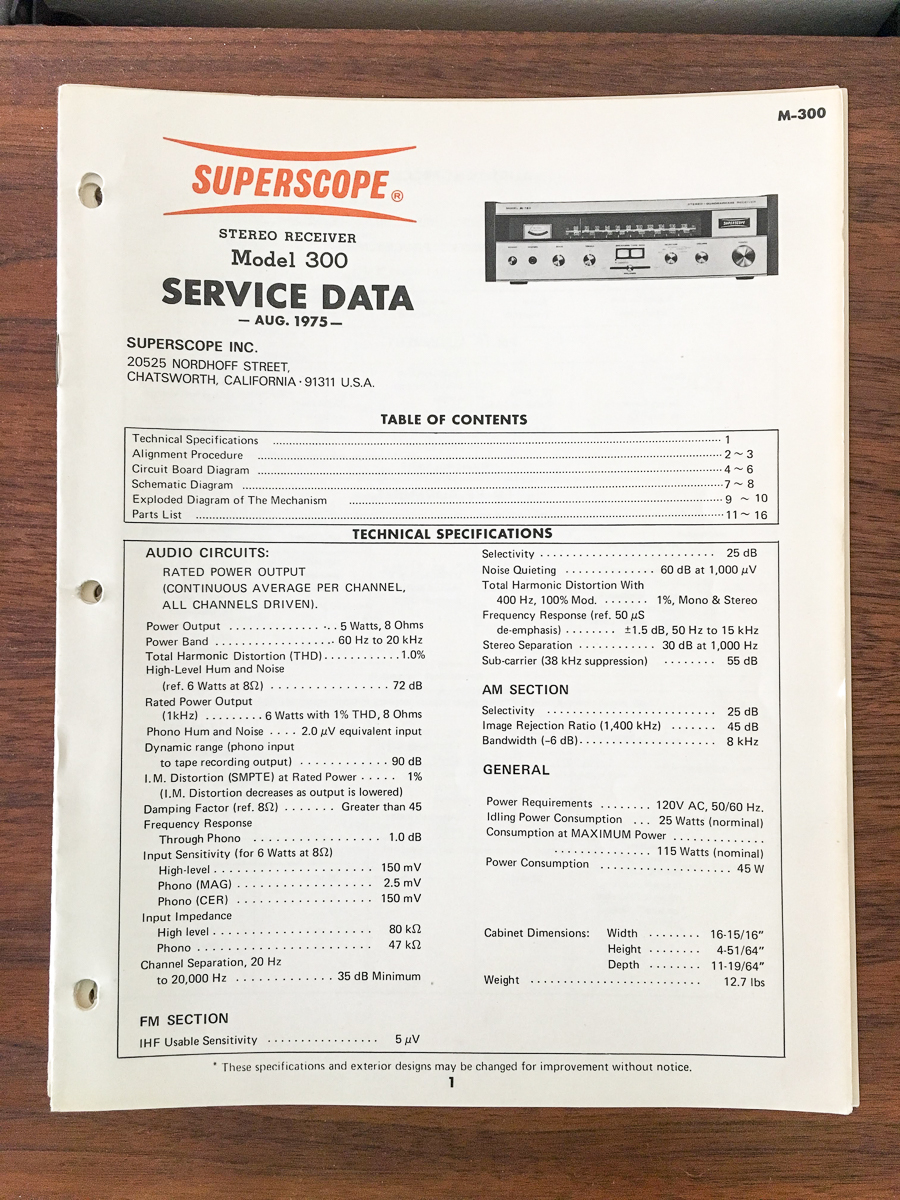 M-300
SUPERSCOPE®
STEREO RECEIVER
Model 300
SERVICE DATA
— AUG. 1975 —
SUPERSCOPE INC.
20525 NORDHOFF STREET,
CHATSWORTH, CALIFORNIA · 91311 U.S.A.
TABLE OF CONTENTS
Technical Specifications ........ 1
Alignment Procedure ........ 2 ~ 3
Circuit Board Diagram ........ 4 ~ 6
Schematic Diagram ........ 7 ~ 8
Exploded Diagram of The Mechanism ........ 9 ~ 10
Parts List ........ 11 ~ 16
TECHNICAL SPECIFICATIONS
AUDIO CIRCUITS:
RATED POWER OUTPUT
(CONTINUOUS AVERAGE PER CHANNEL,
ALL CHANNELS DRIVEN).
Power Output ........ 5 Watts, 8 Ohms
Power Band ........ 60 Hz to 20 kHz
Total Harmonic Distortion (THD) ........ 1.0%
High-Level Hum and Noise
(ref. 6 Watts at 8Ω) ........ 72 dB
Rated Power Output
(1kHz) ........ 6 Watts with 1% THD, 8 Ohms
Phono Hum and Noise .... 2.0 μV equivalent input
Dynamic range (phono input
to tape recording output) ........ 90 dB
I.M. Distortion (SMPTE) at Rated Power ..... 1%
(I.M. Distortion decreases as output is lowered)
Damping Factor (ref. 8Ω) ....... Greater than 45
Frequency Response
Through Phono ........ 1.0 dB
Input Sensitivity (for 6 Watts at 8Ω)
High-level ........ 150 mV
Phono (MAG) ........ 2.5 mV
Phono (CER) ........ 150 mV
Input Impedance
High level ........ 80 kΩ
Phono ........ 47 kΩ
Channel Separation, 20 Hz
to 20,000 Hz ........ 35 dB Minimum
FM SECTION
IHF Usable Sensitivity ........ 5 μV
Selectivity ........ 25 dB
Noise Quieting ........ 60 dB at 1,000 μV
Total Harmonic Distortion With
400 Hz, 100% Mod. ....... 1%, Mono & Stereo
Frequency Response (ref. 50 μS
de-emphasis) ........ ±1.5 dB, 50 Hz to 15 kHz
Stereo Separation ........ 30 dB at 1,000 Hz
Sub-carrier (38 kHz suppression) ........ 55 dB
AM SECTION
Selectivity ........ 25 dB
Image Rejection Ratio (1,400 kHz) ....... 45 dB
Bandwidth (-6 dB) ........ 8 kHz
GENERAL
Power Requirements ........ 120V AC, 50/60 Hz.
Idling Power Consumption ... 25 Watts (norminal)
Consumption at MAXIMUM Power ........
........ 115 Watts (nominal)
Power Consumption ........ 45 W
Cabinet Dimensions: Width ........ 16-15/16"
Height ....... 4-51/64"
Depth ........ 11-19/64"
Weight ........ 12.7 lbs
* These specifications and exterior designs may be changed for improvement without notice.
1